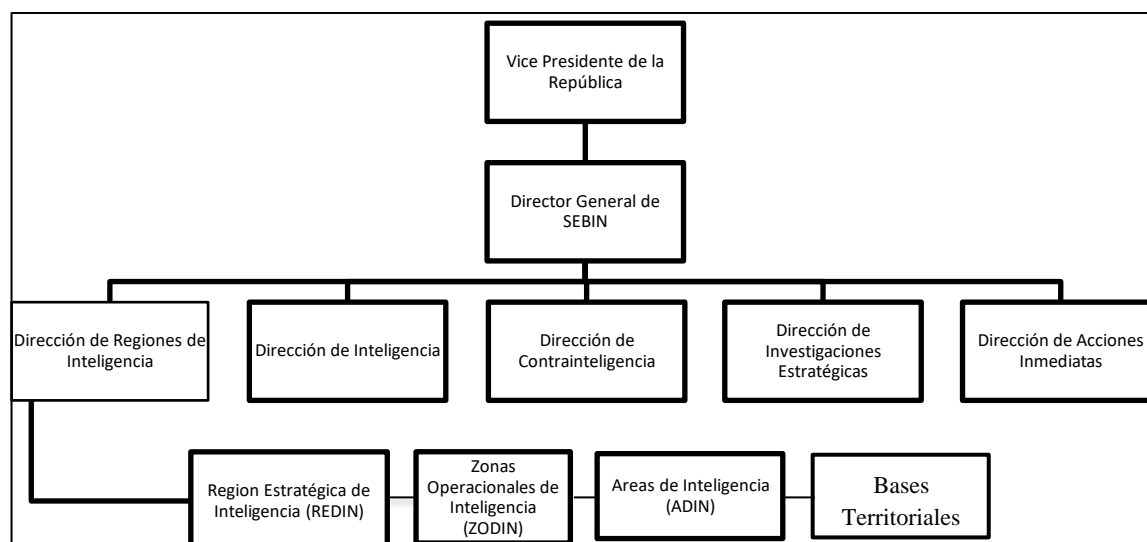 Vice Presidente de la
República
Director General de
SEBIN
Dirección de Regiones de
Inteligencia
Dirección de Inteligencia
Dirección de
Contrainteligencia
Dirección de
Investigaciones
Estratégicas
Dirección de Acciones
Inmediatas
Region Estratégica de
Inteligencia (REDIN)
Zonas
Operacionales de
Inteligencia
(ZODIN)
Areas de Inteligencia
(ADIN)
Bases
Territoriales